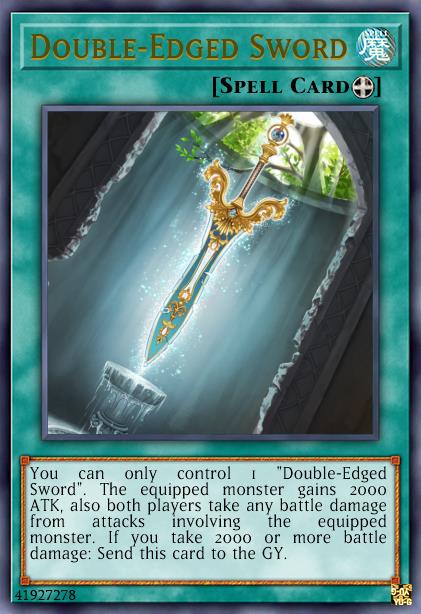 DOUBLE-EDGED SWORD
SPELL
魔
[SPELL CARD]
You can only control 1 "Double-Edged
Sword". The equipped monster gains 2000
ATK, also both players take any battle damage
from attacks involving the equipped
monster. If you take 2000 or more battle
damage: Send this card to the GY.
41927278